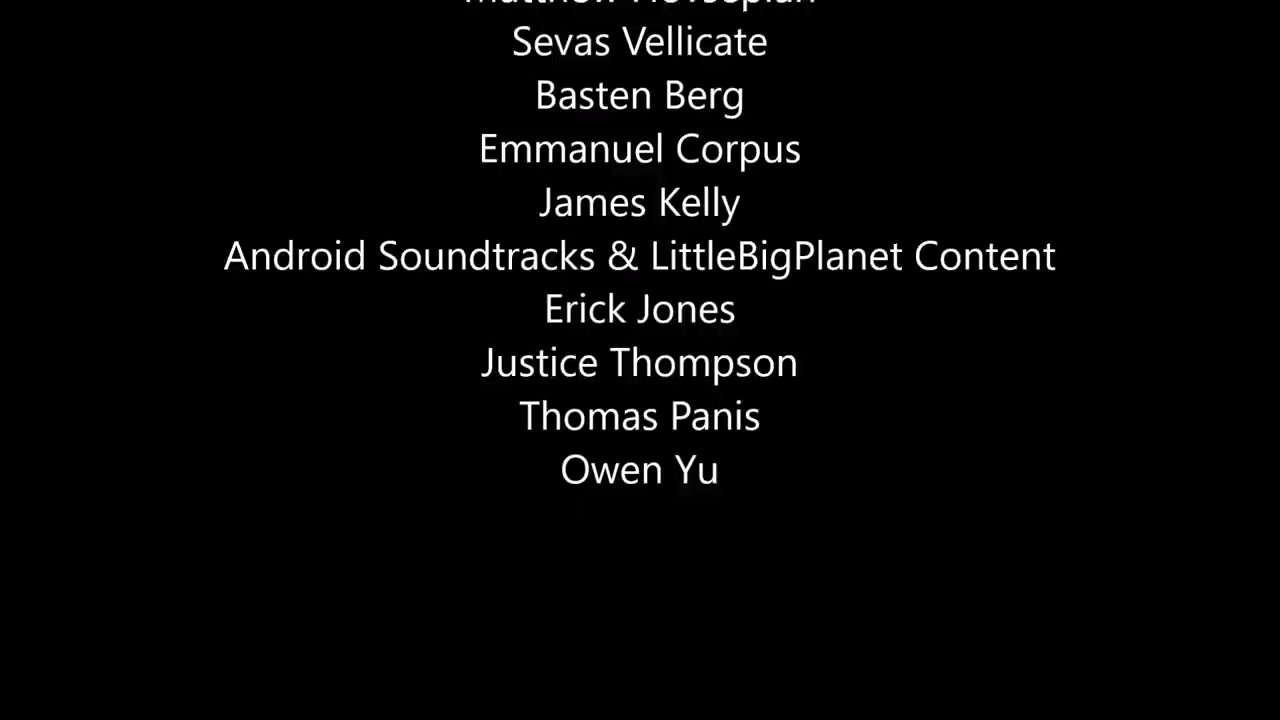 Sevas Vellicate
Basten Berg
Emmanuel Corpus
James Kelly
Android Soundtracks & LittleBigPlanet Content
Erick Jones
Justice Thompson
Thomas Panis
Owen Yu